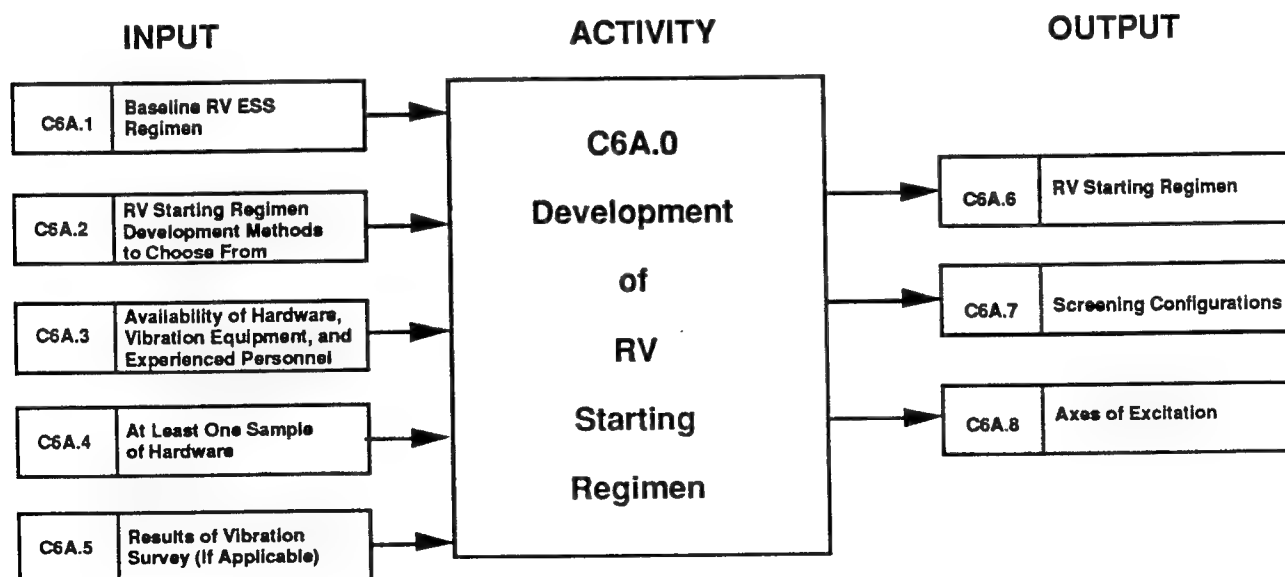 INPUT
ACTIVITY
OUTPUT
C6A.1
Baseline RV ESS
Regimen
C6A.2
RV Starting Regimen
Development Methods
to Choose From
C6A.3
Availability of Hardware,
Vibration Equipment, and
Experienced Personnel
C6A.4
At Least One Sample
of Hardware
C6A.5
Results of Vibration
Survey (If Applicable)
C6A.0
Development
of
RV
Starting
Regimen
C6A.6
RV Starting Regimen
C6A.7
Screening Configurations
C6A.8
Axes of Excitation